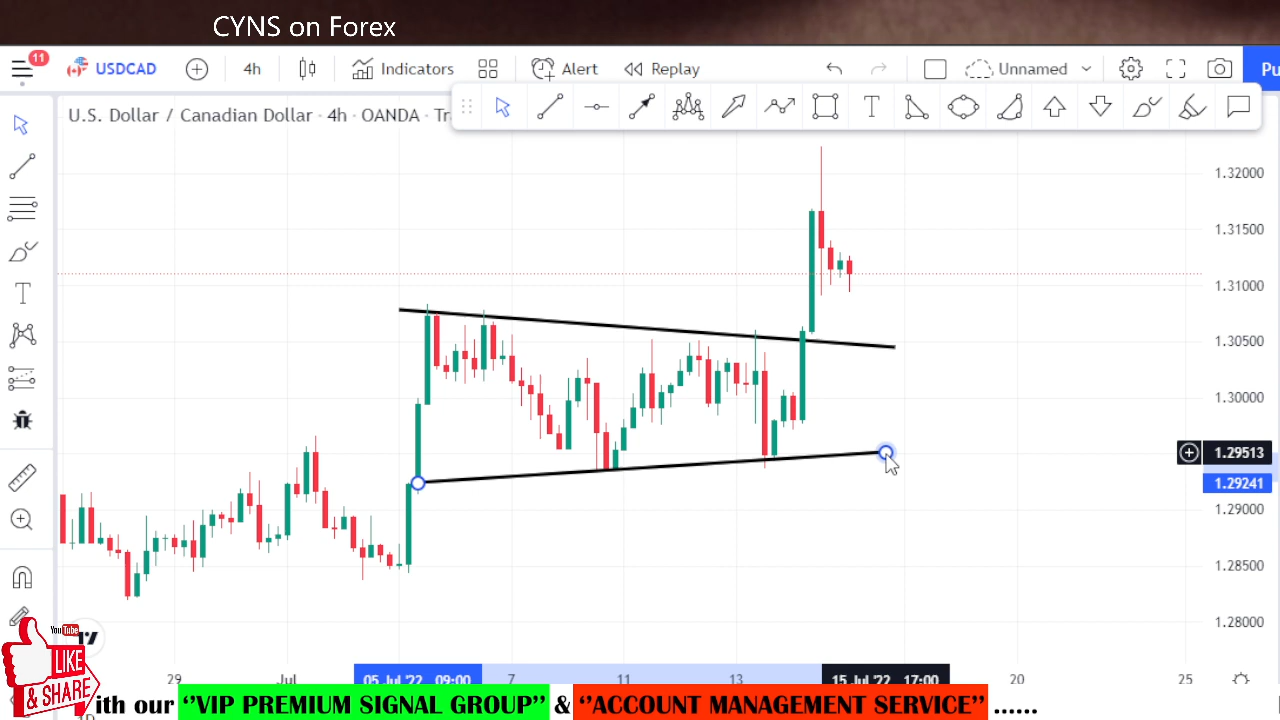 CYNS on Forex
11
USDCAD
4h
Indicators
Alert
Replay
Unnamed
Pu
U.S. Dollar / Canadian Dollar · 4h · OANDA · Tr
1.32000
1.31500
1.31000
1.30500
1.30000
1.29513
1.29241
1.29000
1.28500
1.28000
29
Jul
05 Jul '22 09:00
7
11
13
15 Jul '22 17:00
20
25
YouTube
LIKE
& SHARE
ith our "VIP PREMIUM SIGNAL GROUP" & "ACCOUNT MANAGEMENT SERVICE" ......